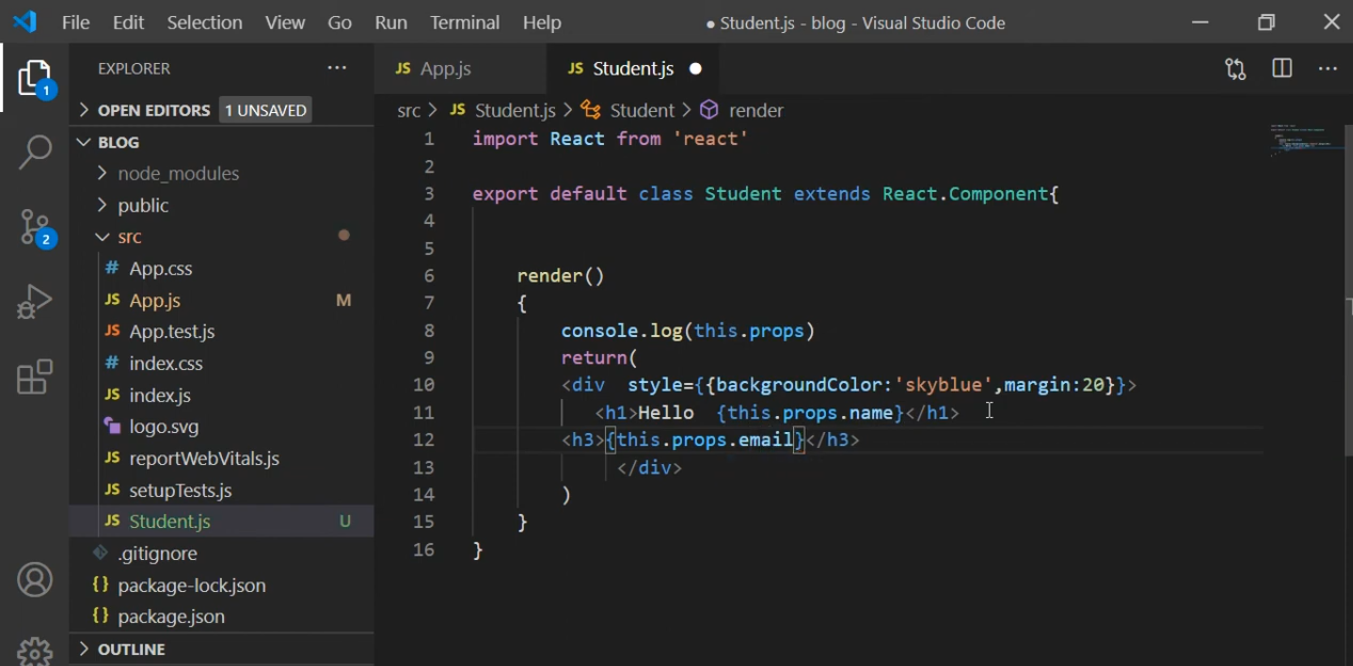 File Edit Selection View Go Run Terminal Help ● Student.js - blog - Visual Studio Code
EXPLORER ···
JS App.js JS Student.js ●
1
> OPEN EDITORS 1 UNSAVED
src > JS Student.js > Student > render
BLOG
node_modules
public
src
# App.css
JS App.js M
JS App.test.js
# index.css
JS index.js
logo.svg
JS reportWebVitals.js
JS setupTests.js
JS Student.js U
.gitignore
{} package-lock.json
{} package.json
> OUTLINE
2
1 import React from 'react'
2
3 export default class Student extends React.Component{
4
5
6 render()
7 {
8 console.log(this.props)
9 return(
10 <div style={{backgroundColor:'skyblue',margin:20}}>
11 <h1>Hello {this.props.name}</h1>
12 <h3>{this.props.email}</h3>
13 </div>
14 )
15 }
16 }